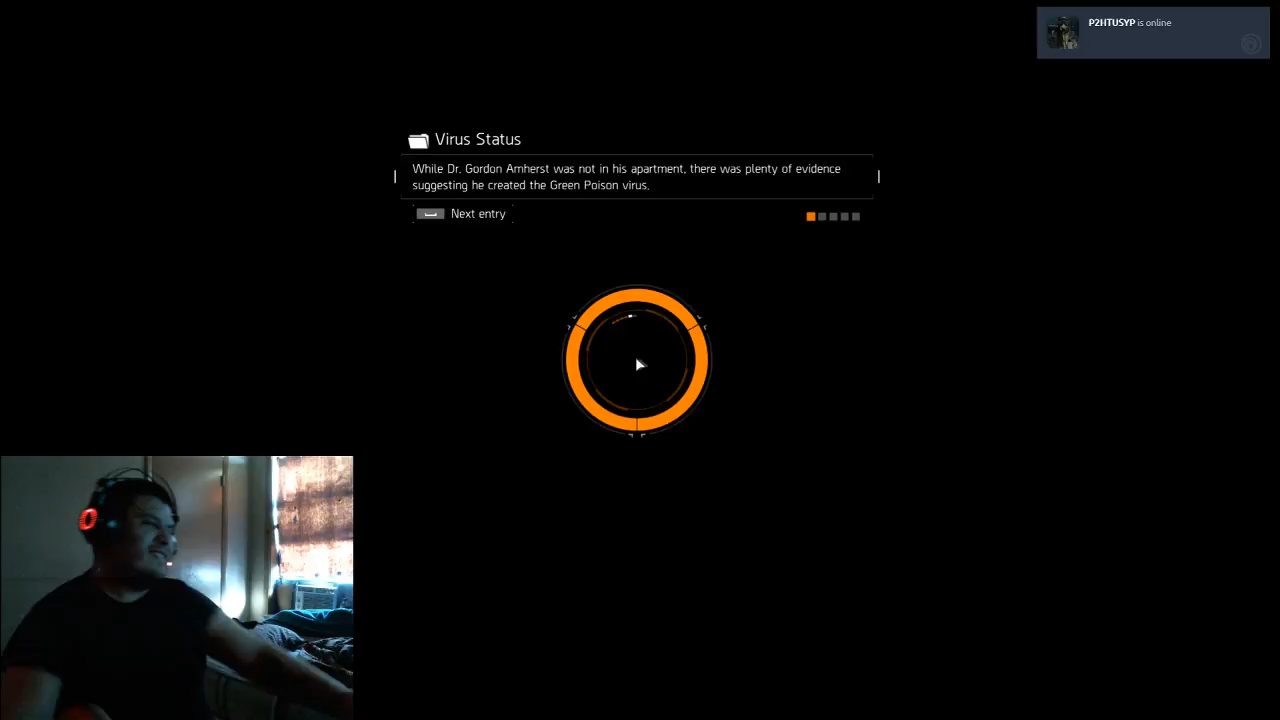 P2HTUSYP is online
Virus Status
While Dr. Gordon Amherst was not in his apartment, there was plenty of evidence
suggesting he created the Green Poison virus.
Next entry